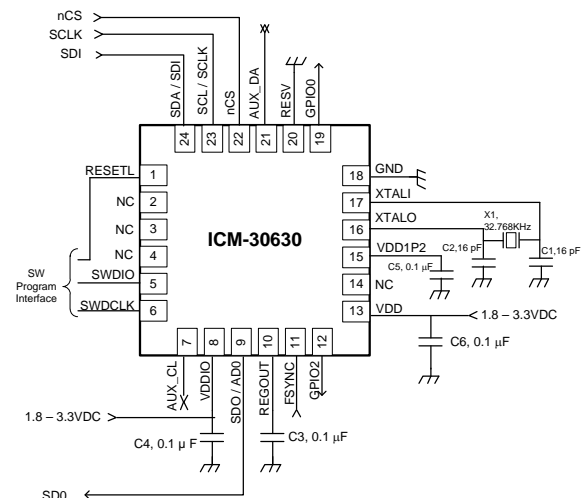 nCS
SCLK
SDI
SDA / SDI
SCL / SCLK
nCS
AUX_DA
RESV
GPIO0
24
23
22
21
20
19
RESETL
1
NC
2
NC
3
NC
4
SWDIO
5
SWDCLK
6
SW
Program
Interface
ICM-30630
18
GND
17
XTALI
16
XTALO
15
VDD1P2
14
NC
13
VDD
X1,
32.768KHz
C2,16 pF
C1,16 pF
C5, 0.1 µF
1.8 – 3.3VDC
C6, 0.1 µF
7
8
9
10
11
12
AUX_CL
VDDIO
SDO / AD0
REGOUT
FSYNC
GPIO2
1.8 – 3.3VDC
C4, 0.1 µ F
C3, 0.1 µF
SD0